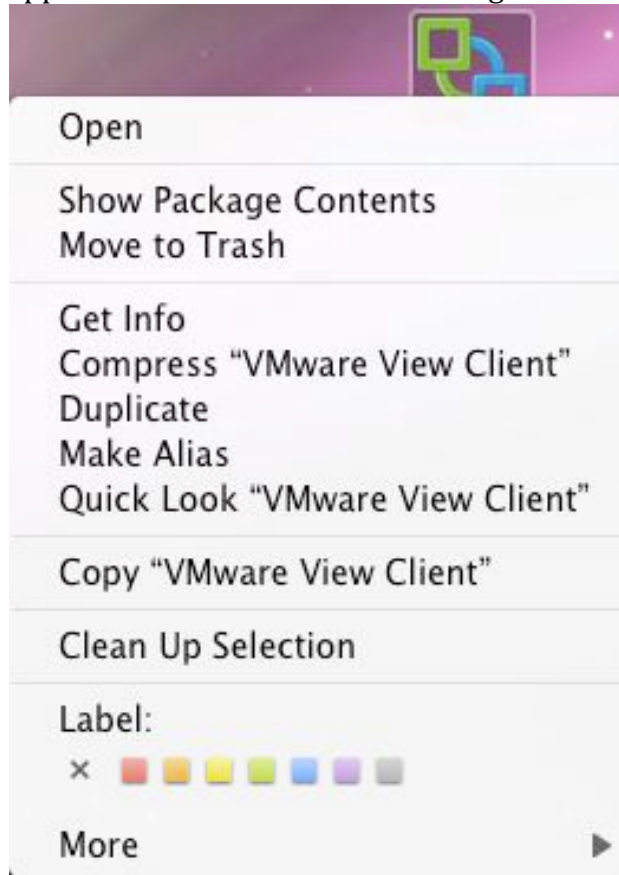 Open
Show Package Contents
Move to Trash
Get Info
Compress “VMware View Client”
Duplicate
Make Alias
Quick Look “VMware View Client”
Copy “VMware View Client”
Clean Up Selection
Label:
More